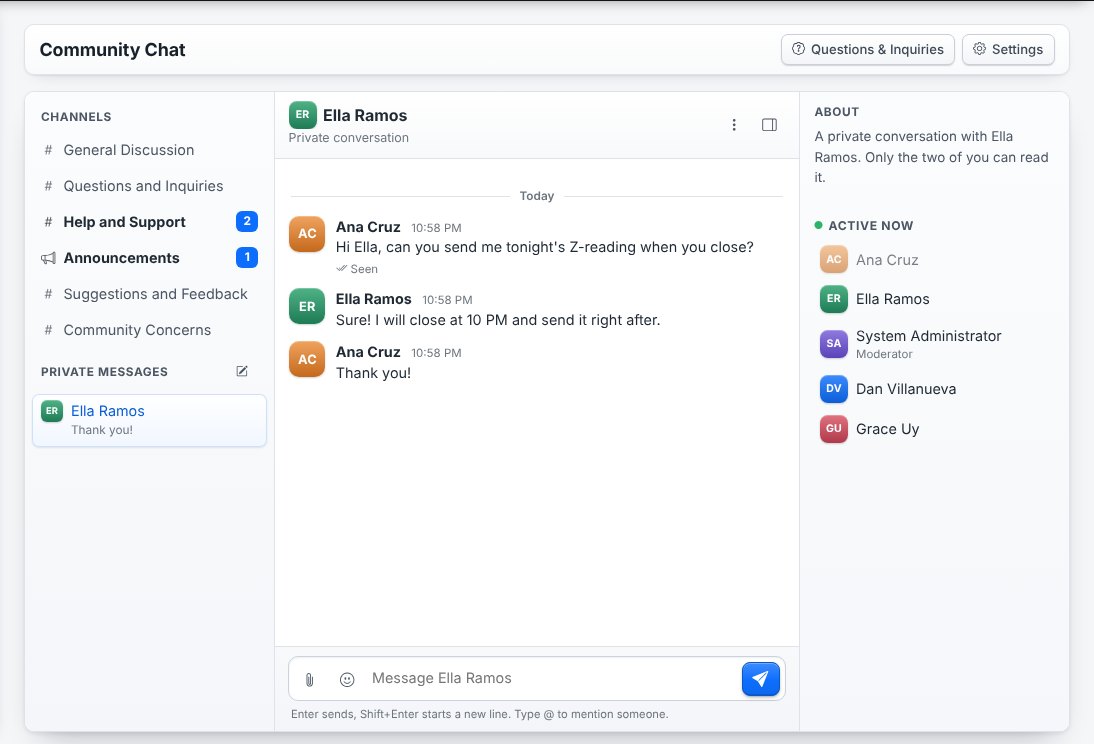 Community Chat
Questions & Inquiries
Settings
CHANNELS
# General Discussion
# Questions and Inquiries
# Help and Support 2
Announcements 1
# Suggestions and Feedback
# Community Concerns
PRIVATE MESSAGES
ER Ella Ramos
Thank you!
ER Ella Ramos
Private conversation
Today
AC Ana Cruz 10:58 PM
Hi Ella, can you send me tonight's Z-reading when you close?
Seen
ER Ella Ramos 10:58 PM
Sure! I will close at 10 PM and send it right after.
AC Ana Cruz 10:58 PM
Thank you!
Message Ella Ramos
Enter sends, Shift+Enter starts a new line. Type @ to mention someone.
ABOUT
A private conversation with Ella
Ramos. Only the two of you can read
it.
ACTIVE NOW
AC Ana Cruz
ER Ella Ramos
SA System Administrator
Moderator
DV Dan Villanueva
GU Grace Uy